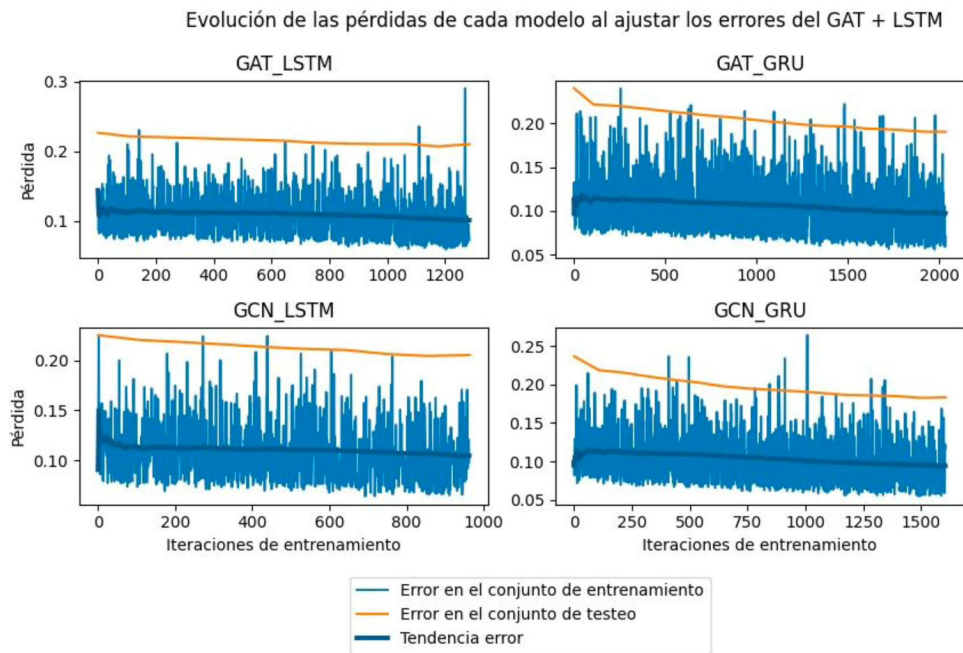 Evolución de las pérdidas de cada modelo al ajustar los errores del GAT + LSTM
GAT_LSTM
GAT_GRU
Pérdida
0.3
0.2
0.1
0.20
0.15
0.10
0.05
0 200 400 600 800 1000 1200
0 500 1000 1500 2000
GCN_LSTM
GCN_GRU
Pérdida
0.20
0.15
0.10
0.25
0.20
0.15
0.10
0.05
0 200 400 600 800 1000
0 250 500 750 1000 1250 1500
Iteraciones de entrenamiento
Iteraciones de entrenamiento
Error en el conjunto de entrenamiento
Error en el conjunto de testeo
Tendencia error